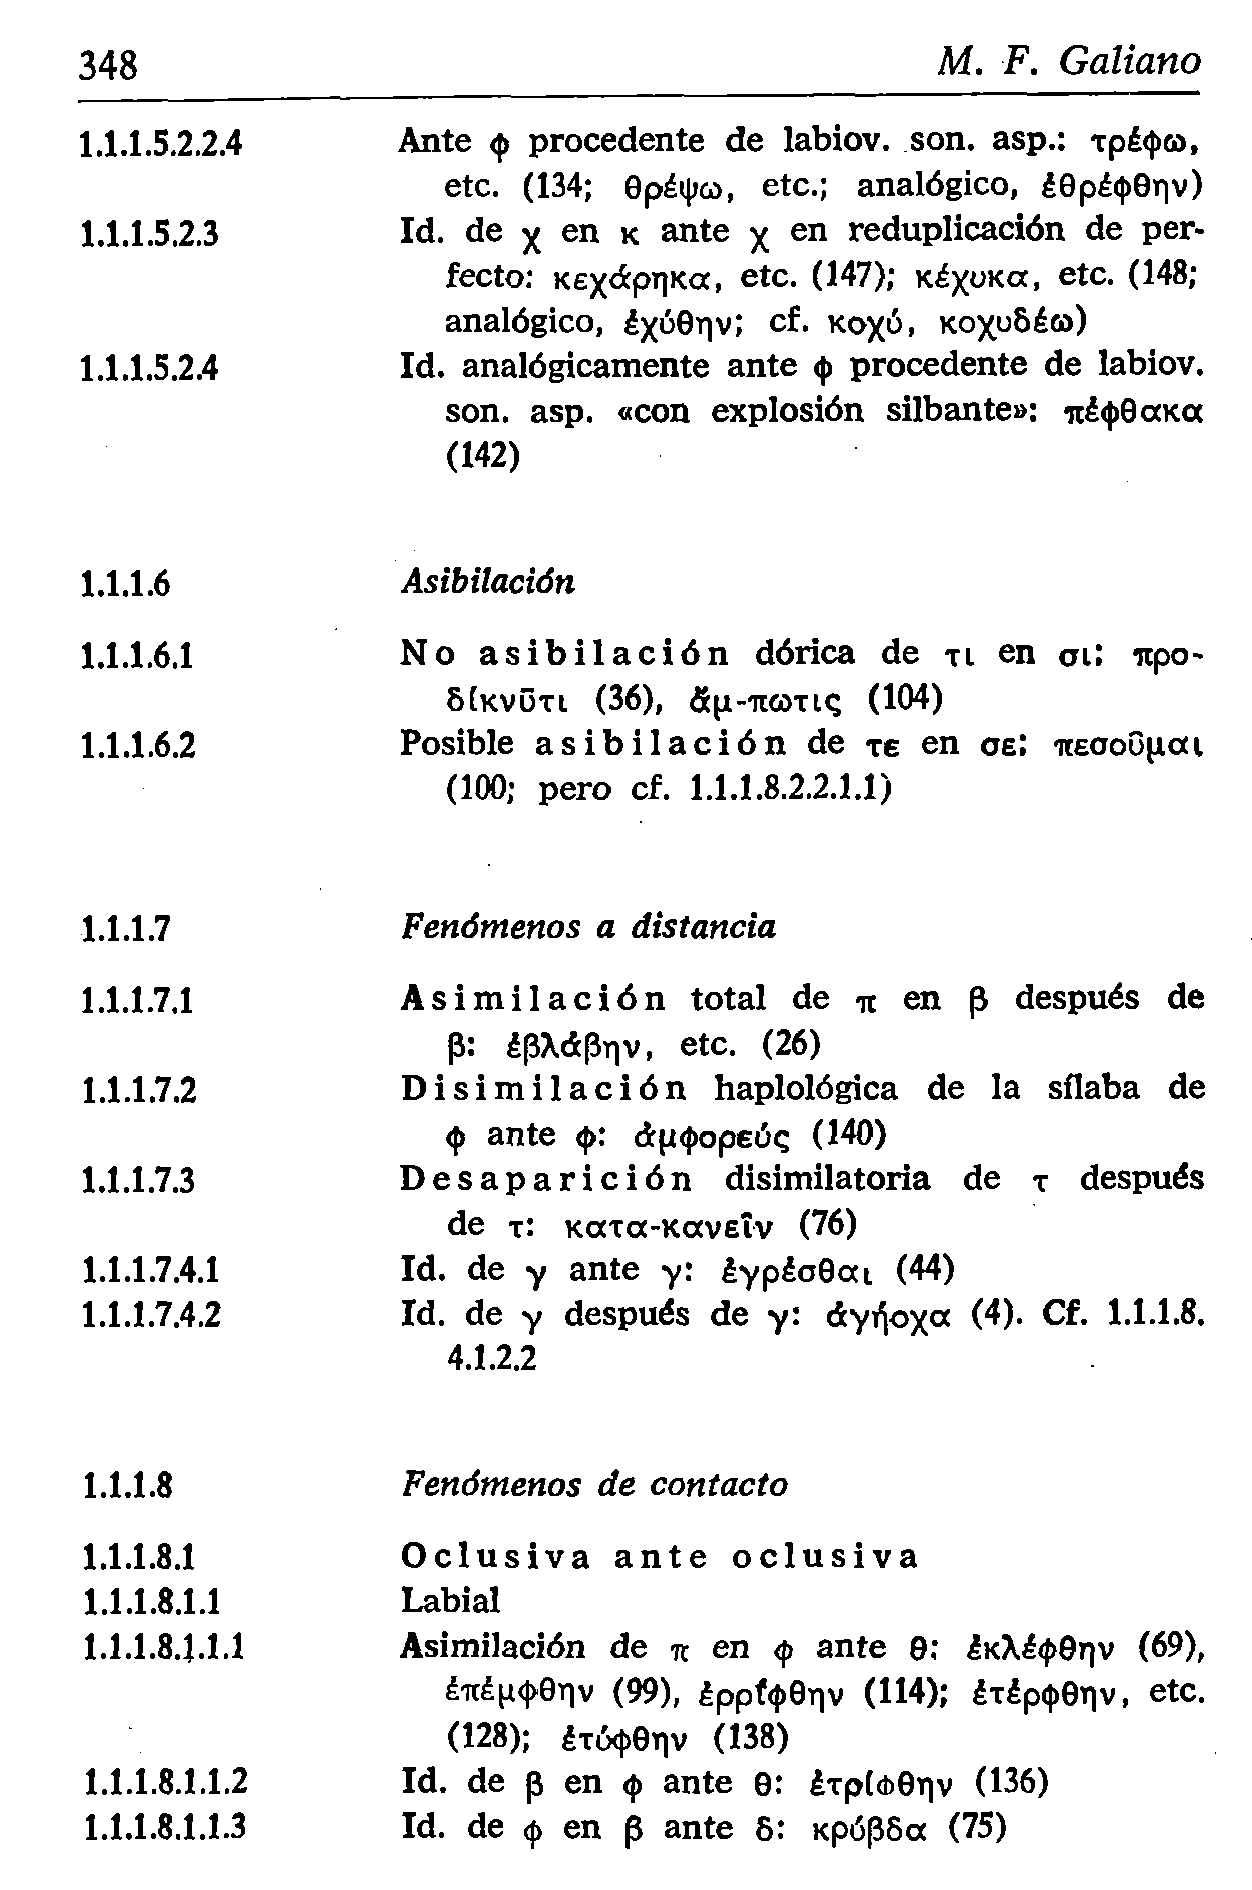 348 M. F. Galiano
1.1.1.5.2.2.4 Ante φ procedente de labiov. son. asp.: τρέφω,
etc. (134; θρέψω, etc.; analógico, ἐθρέφθην)
1.1.1.5.2.3 Id. de χ en κ ante χ en reduplicación de per-
fecto: κεχάρηκα, etc. (147); κέχυκα, etc. (148;
analógico, ἐχύθην; cf. κοχύ, κοχυδέω)
1.1.1.5.2.4 Id. analógicamente ante φ procedente de labiov.
son. asp. «con explosión silbante»: πέφθακα
(142)
1.1.1.6 Asibilación
1.1.1.6.1 No asibilación dórica de τι en σι: προ-
δίκνῡτι (36), ἄμ-πωτις (104)
1.1.1.6.2 Posible asibilación de τε en σε: πεσοῦμαι
(100; pero cf. 1.1.1.8.2.2.1.1)
1.1.1.7 Fenómenos a distancia
1.1.1.7.1 Asimilación total de π en β después de
β: ἐβλάβην, etc. (26)
1.1.1.7.2 Disimilación haplológica de la sílaba de
φ ante φ: ἀμφορεύς (140)
1.1.1.7.3 Desaparición disimilatoria de τ después
de τ: κατα-κανεῖν (76)
1.1.1.7.4.1 Id. de γ ante γ: ἐγρέσθαι (44)
1.1.1.7.4.2 Id. de γ después de γ: ἀγήοχα (4). Cf. 1.1.1.8.
4.1.2.2
1.1.1.8 Fenómenos de contacto
1.1.1.8.1 Oclusiva ante oclusiva
1.1.1.8.1.1 Labial
1.1.1.8.1.1.1 Asimilación de π en φ ante θ: ἐκλέφθην (69),
ἐπέμφθην (99), ἐρρίφθην (114); ἐτέρφθην, etc.
(128); ἐτύφθην (138)
1.1.1.8.1.1.2 Id. de β en φ ante θ: ἐτρίφθην (136)
1.1.1.8.1.1.3 Id. de φ en β ante δ: κρύβδα (75)